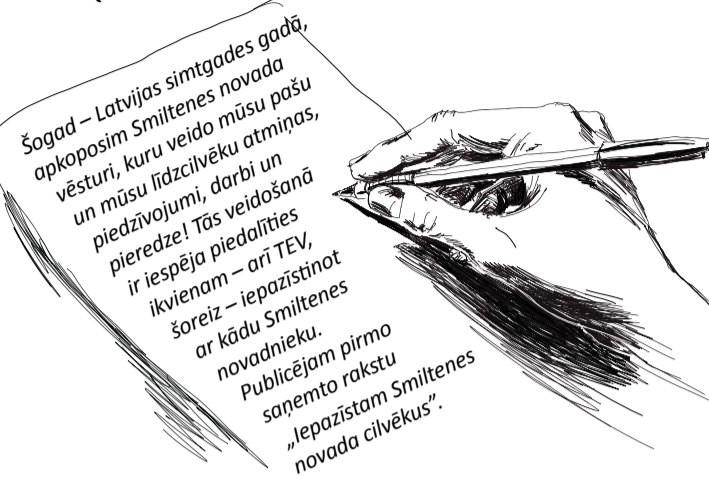 Šogad – Latvijas simtgades gadā,
apkoposim Smiltenes novada
vēsturi, kuru veido mūsu pašu
un mūsu līdzcilvēku atmiņas,
piedzīvojumi, darbi un
pieredze! Tās veidošanā
ir iespēja piedalīties
ikvienam – arī TEV,
šoreiz – iepazīstinot
ar kādu Smiltenes
novadnieku.
Publicējam pirmo
saņemto rakstu
„Iepazīstam Smiltenes
novada cilvēkus”.